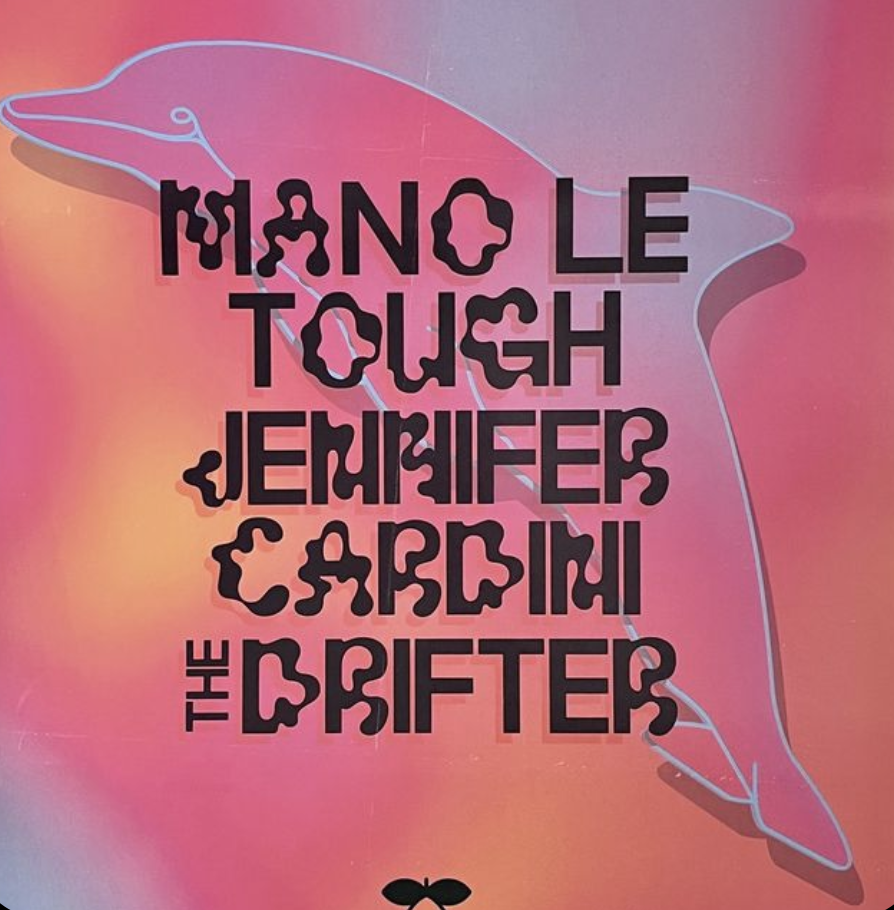 MANO LE
TOUGH
JENNIFER
CARDINI
THE DRIFTER